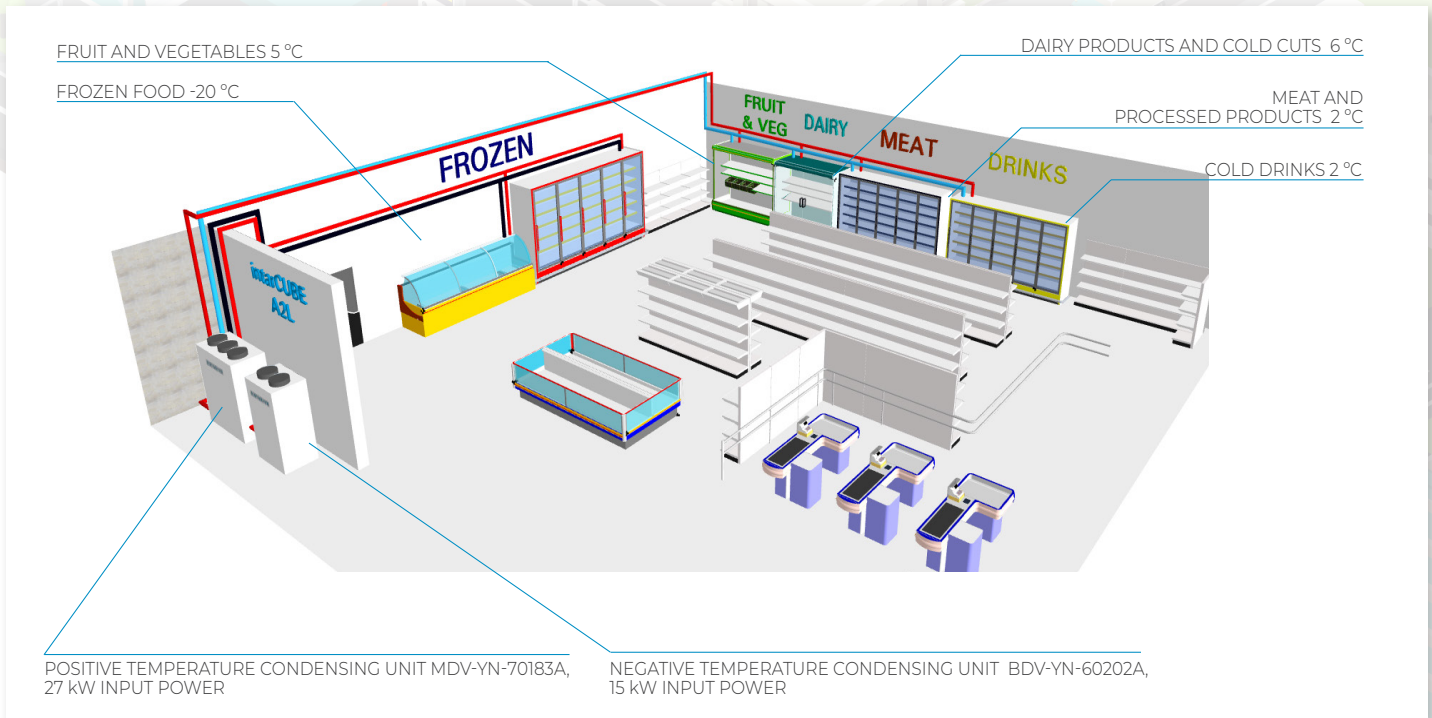 FRUIT AND VEGETABLES 5 °C
FROZEN FOOD -20 °C
DAIRY PRODUCTS AND COLD CUTS 6 °C
MEAT AND
PROCESSED PRODUCTS 2 °C
COLD DRINKS 2 °C
FROZEN
FRUIT
& VEG
DAIRY
MEAT
DRINKS
intarCUBE
A2L
POSITIVE TEMPERATURE CONDENSING UNIT MDV-YN-70183A,
27 kW INPUT POWER
NEGATIVE TEMPERATURE CONDENSING UNIT BDV-YN-60202A,
15 kW INPUT POWER